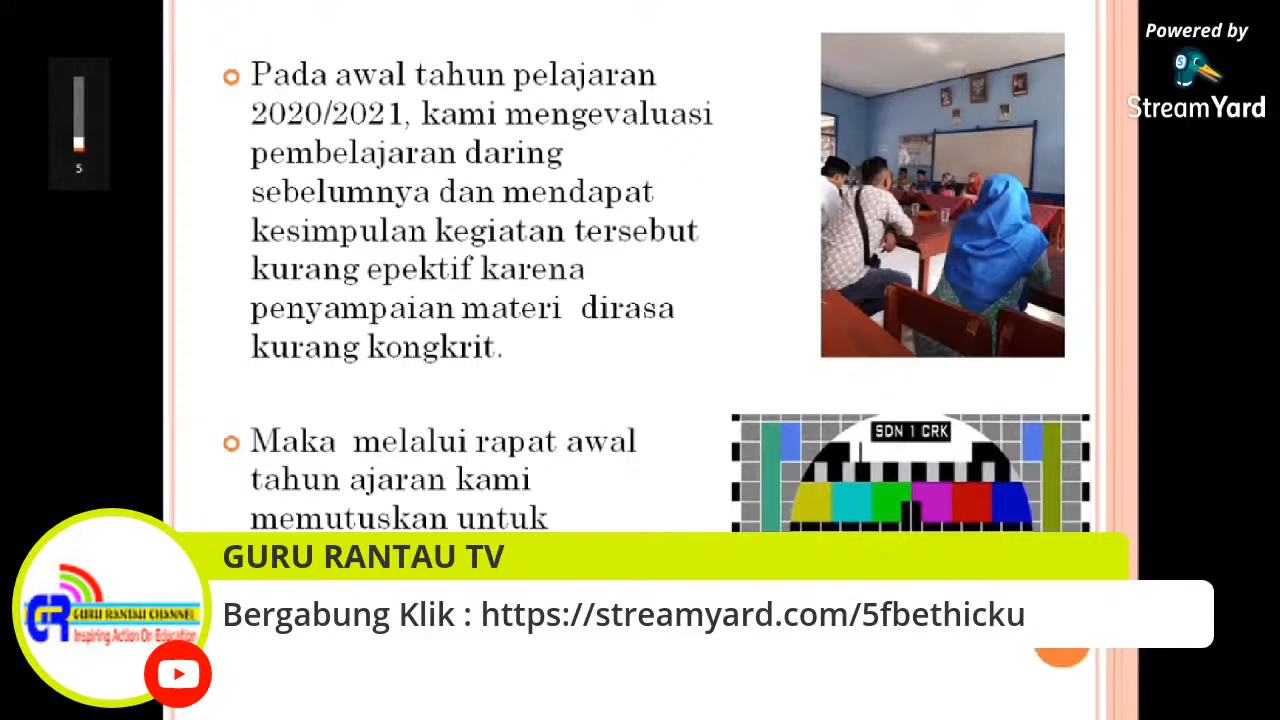 Powered by
StreamYard
5
Pada awal tahun pelajaran
2020/2021, kami mengevaluasi
pembelajaran daring
sebelumnya dan mendapat
kesimpulan kegiatan tersebut
kurang epektif karena
penyampaian materi dirasa
kurang kongkrit.
SDN 1 CRK
Maka melalui rapat awal
tahun ajaran kami
memutuskan untuk
GURU RANTAU TV
Bergabung Klik : https://streamyard.com/5fbethicku
GR GURU RANTAU CHANNEL
Inspiring Action On Education